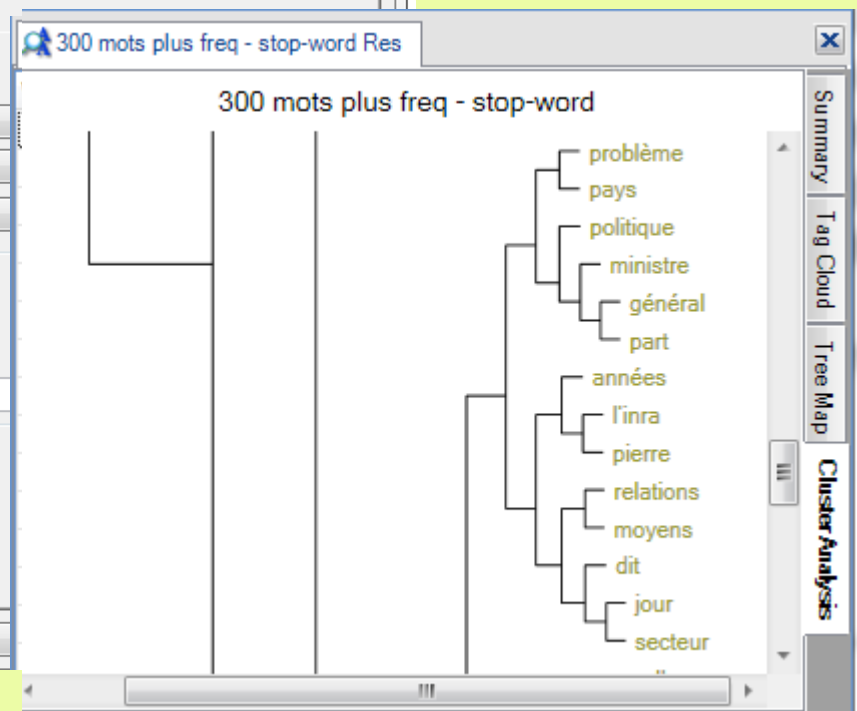 300 mots plus freq - stop-word Res
300 mots plus freq - stop-word
problème
pays
politique
ministre
général
part
années
l'inra
pierre
relations
moyens
dit
jour
secteur
Summary
Tag Cloud
Tree Map
Cluster Analysis